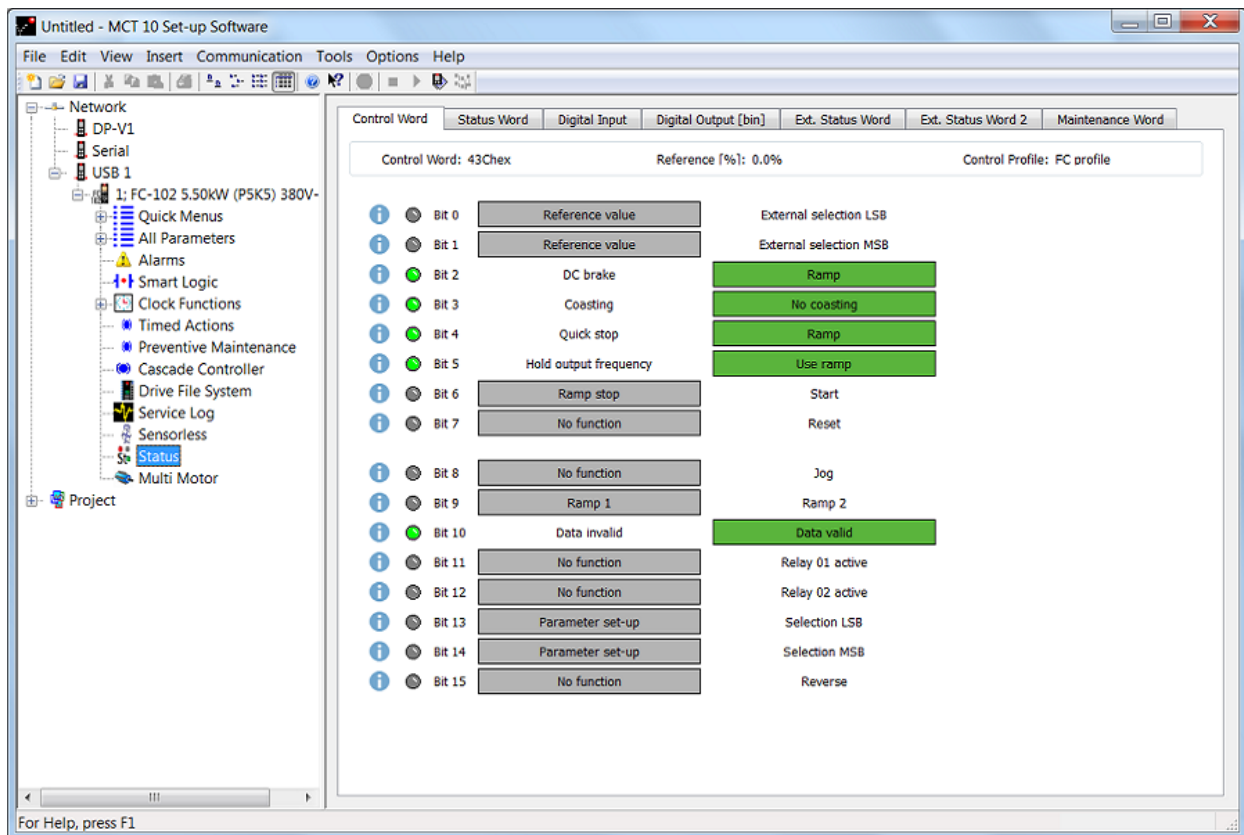 Untitled - MCT 10 Set-up Software
File Edit View Insert Communication Tools Options Help
Network
DP-V1
Serial
USB 1
1; FC-102 5.50kW (P5K5) 380V-
Quick Menus
All Parameters
Alarms
Smart Logic
Clock Functions
Timed Actions
Preventive Maintenance
Cascade Controller
Drive File System
Service Log
Sensorless
Status
Multi Motor
Project
Control Word Status Word Digital Input Digital Output [bin] Ext. Status Word Ext. Status Word 2 Maintenance Word
Control Word: 43Chex Reference [%]: 0.0% Control Profile: FC profile
Bit 0 Reference value External selection LSB
Bit 1 Reference value External selection MSB
Bit 2 DC brake Ramp
Bit 3 Coasting No coasting
Bit 4 Quick stop Ramp
Bit 5 Hold output frequency Use ramp
Bit 6 Ramp stop Start
Bit 7 No function Reset
Bit 8 No function Jog
Bit 9 Ramp 1 Ramp 2
Bit 10 Data invalid Data valid
Bit 11 No function Relay 01 active
Bit 12 No function Relay 02 active
Bit 13 Parameter set-up Selection LSB
Bit 14 Parameter set-up Selection MSB
Bit 15 No function Reverse
For Help, press F1